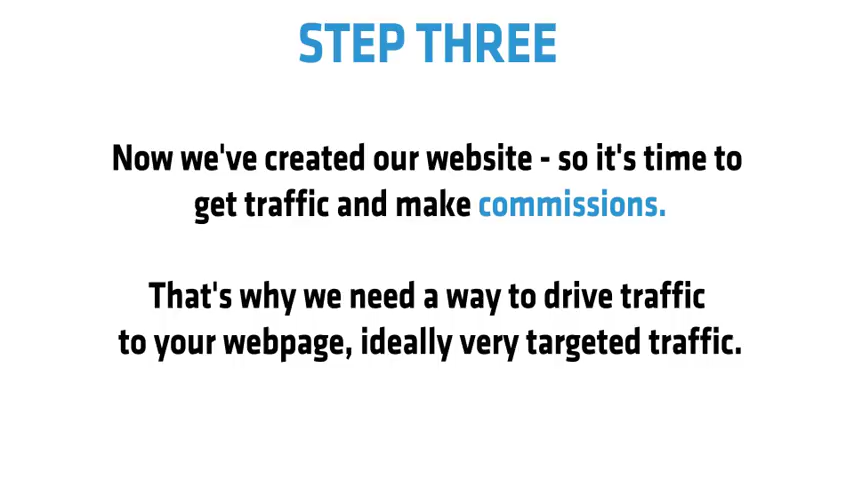 STEP THREE
Now we've created our website - so it's time to
get traffic and make commissions.
That's why we need a way to drive traffic
to your webpage, ideally very targeted traffic.